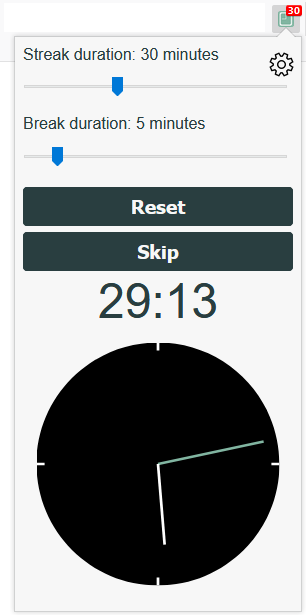 30
Streak duration: 30 minutes
Break duration: 5 minutes
Reset
Skip
29:13